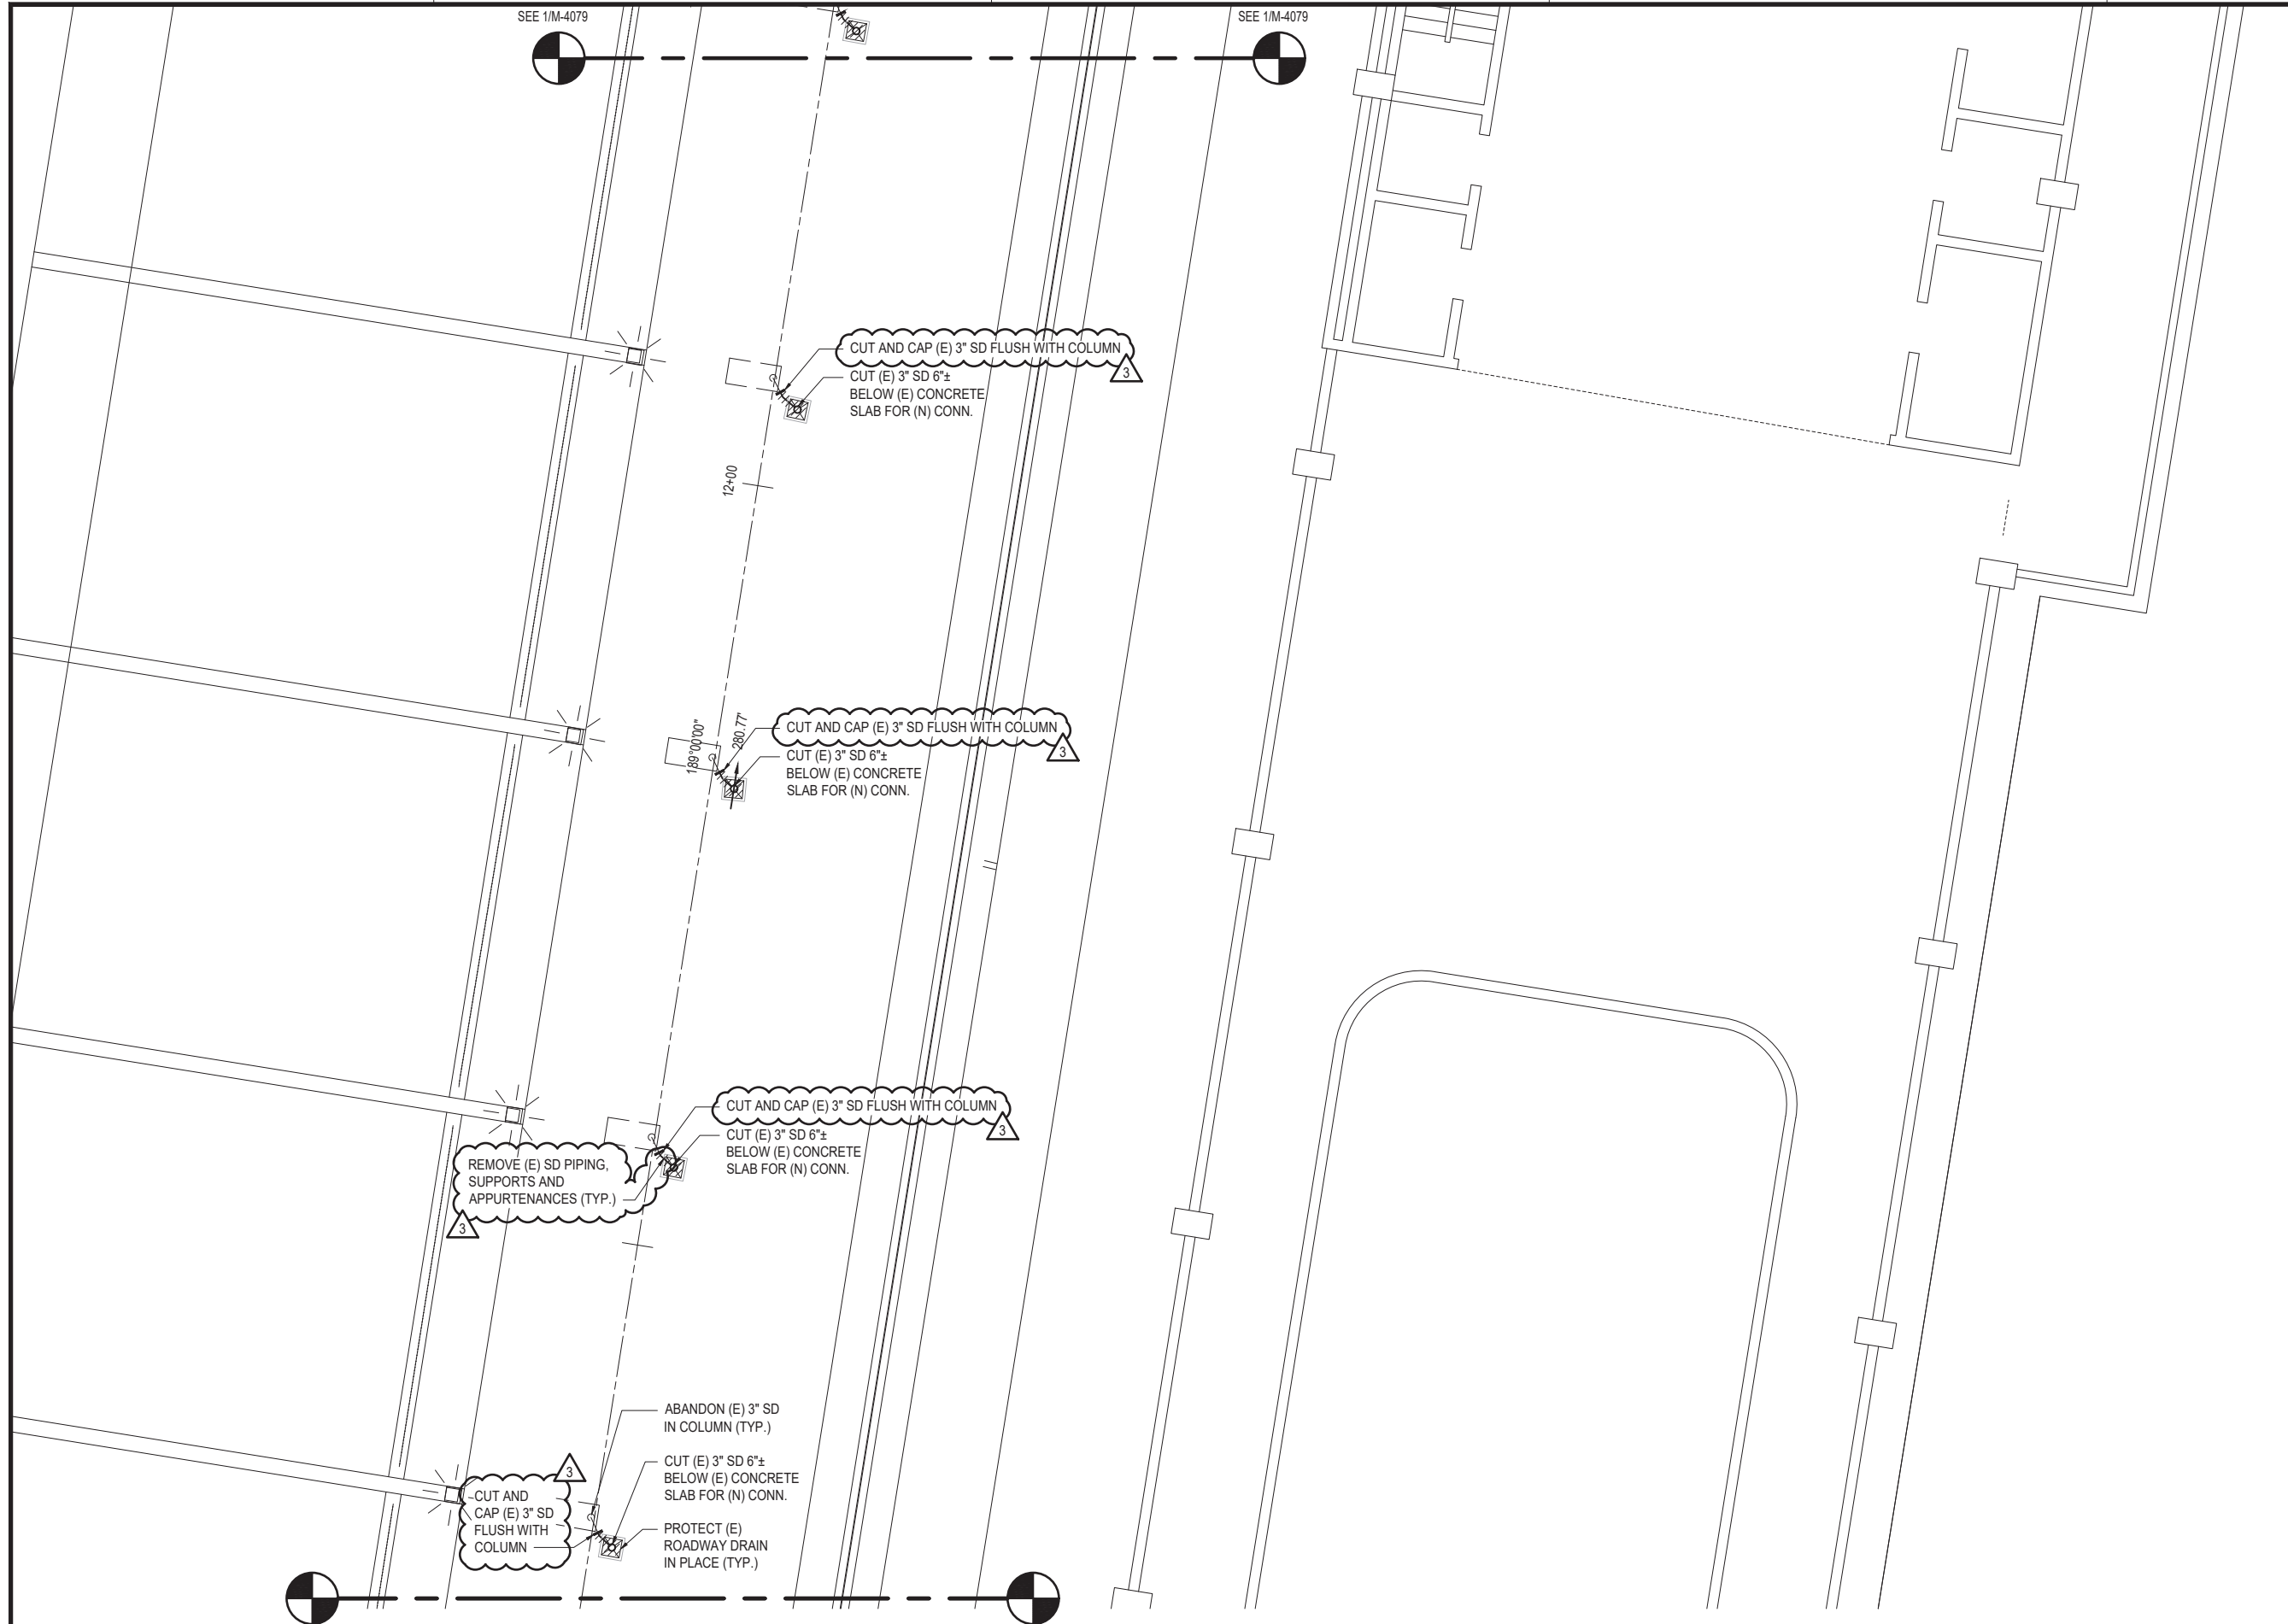 SEE 1/M-4079
SEE 1/M-4079
CUT AND CAP (E) 3" SD FLUSH WITH COLUMN
3
CUT (E) 3" SD 6"±
BELOW (E) CONCRETE
SLAB FOR (N) CONN.
12+00
189°00'00"
280.77'
CUT AND CAP (E) 3" SD FLUSH WITH COLUMN
3
CUT (E) 3" SD 6"±
BELOW (E) CONCRETE
SLAB FOR (N) CONN.
CUT AND CAP (E) 3" SD FLUSH WITH COLUMN
3
CUT (E) 3" SD 6"±
BELOW (E) CONCRETE
SLAB FOR (N) CONN.
REMOVE (E) SD PIPING,
SUPPORTS AND
APPURTENANCES (TYP.)
3
ABANDON (E) 3" SD
IN COLUMN (TYP.)
CUT (E) 3" SD 6"±
BELOW (E) CONCRETE
SLAB FOR (N) CONN.
3
CUT AND
CAP (E) 3" SD
FLUSH WITH
COLUMN
PROTECT (E)
ROADWAY DRAIN
IN PLACE (TYP.)